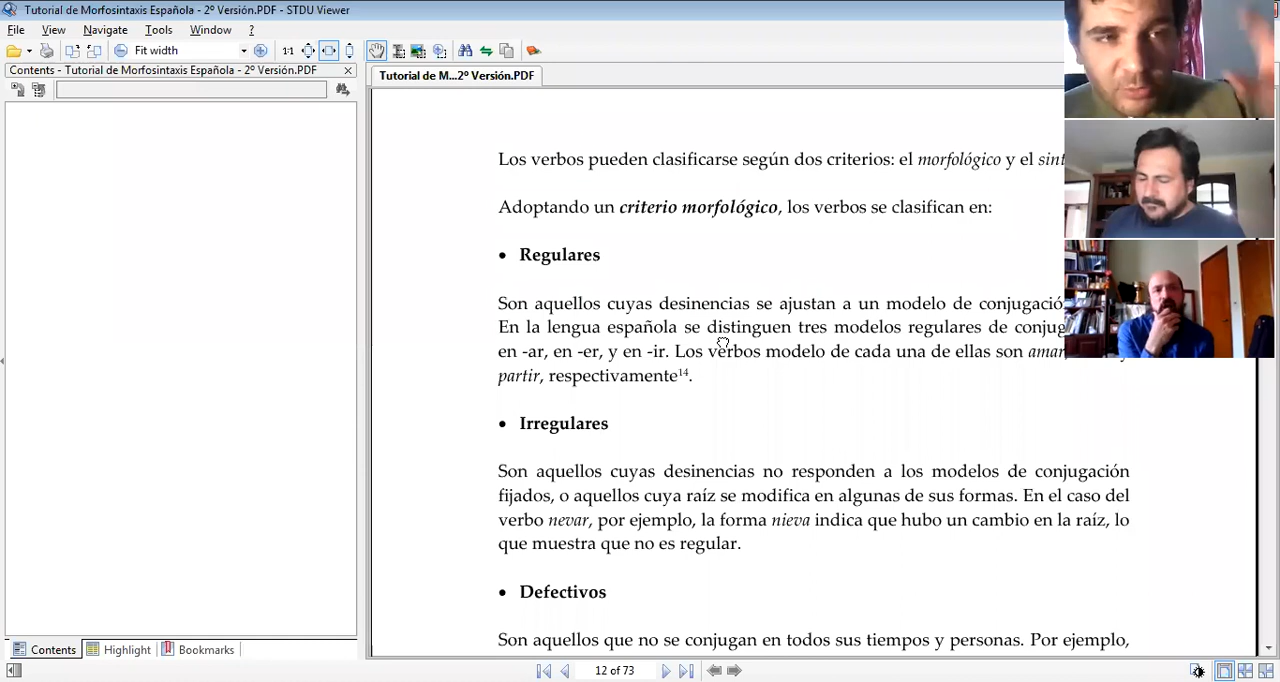 Tutorial de Morfosintaxis Española - 2º Versión.PDF - STDU Viewer
File View Navigate Tools Window ?
Fit width 1:1
Contents - Tutorial de Morfosintaxis Española - 2º Versión.PDF
Tutorial de M...2º Versión.PDF
Los verbos pueden clasificarse según dos criterios: el morfológico y el
Adoptando un criterio morfológico, los verbos se clasifican en:
• Regulares
Son aquellos cuyas desinencias se ajustan a un modelo de
En la lengua española se distinguen tres modelos regulares de
en -ar, en -er, y en -ir. Los verbos modelo de cada una de ellas son amar,
partir, respectivamente14.
• Irregulares
Son aquellos cuyas desinencias no responden a los modelos de conjugación
fijados, o aquellos cuya raíz se modifica en algunas de sus formas. En el caso del
verbo nevar, por ejemplo, la forma nieva indica que hubo un cambio en la raíz, lo
que muestra que no es regular.
• Defectivos
Son aquellos que no se conjugan en todos sus tiempos y personas. Por ejemplo,
Contents Highlight Bookmarks
12 of 73